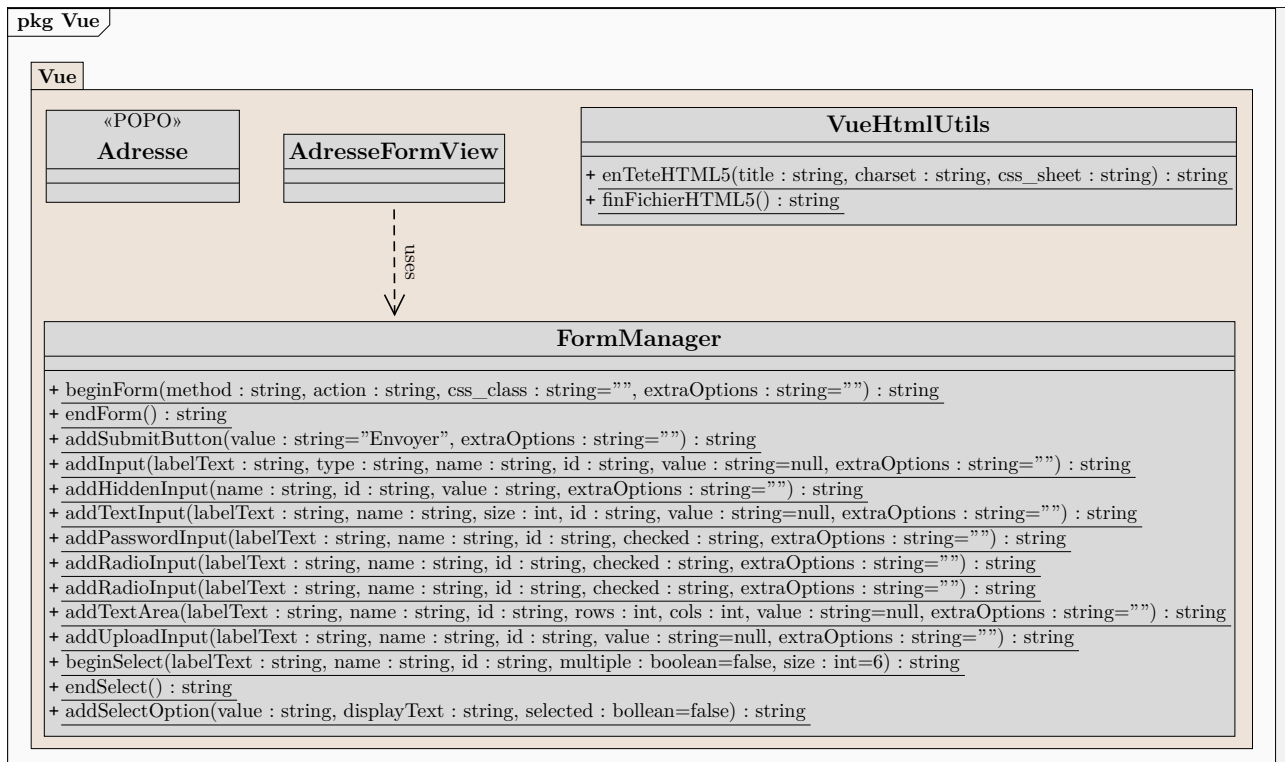 pkg Vue
Vue
«POPO»
Adresse
AdresseFormView
VueHtmlUtils
+ enTeteHTML5(title : string, charset : string, css_sheet : string) : string
+ finFichierHTML5() : string
uses
FormManager
+ beginForm(method : string, action : string, css_class : string="", extraOptions : string="") : string
+ endForm() : string
+ addSubmitButton(value : string="Envoyer", extraOptions : string="") : string
+ addInput(labelText : string, type : string, name : string, id : string, value : string=null, extraOptions : string="") : string
+ addHiddenInput(name : string, id : string, value : string, extraOptions : string="") : string
+ addTextInput(labelText : string, name : string, size : int, id : string, value : string=null, extraOptions : string="") : string
+ addPasswordInput(labelText : string, name : string, id : string, checked : string, extraOptions : string="") : string
+ addRadioInput(labelText : string, name : string, id : string, checked : string, extraOptions : string="") : string
+ addRadioInput(labelText : string, name : string, id : string, checked : string, extraOptions : string="") : string
+ addTextArea(labelText : string, name : string, id : string, rows : int, cols : int, value : string=null, extraOptions : string="") : string
+ addUploadInput(labelText : string, name : string, id : string, value : string=null, extraOptions : string="") : string
+ beginSelect(labelText : string, name : string, id : string, multiple : boolean=false, size : int=6) : string
+ endSelect() : string
+ addSelectOption(value : string, displayText : string, selected : bollean=false) : string